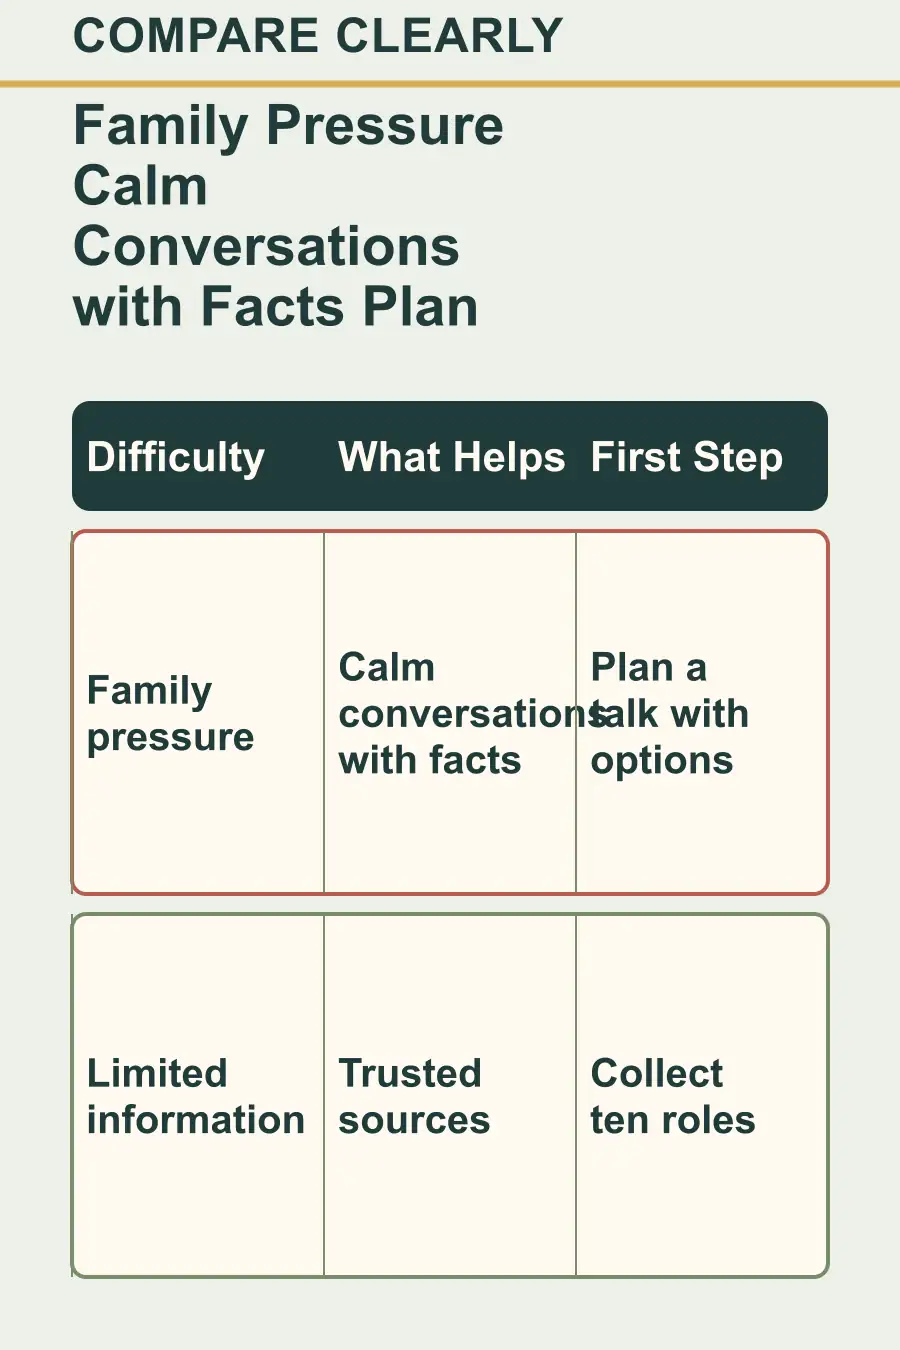 COMPARE CLEARLY
Family Pressure
Calm
Conversations
with Facts Plan
Difficulty
What Helps
First Step
Family
pressure
Calm
conversations
with facts
Plan a
talk with
options
Limited
information
Trusted
sources
Collect
ten roles